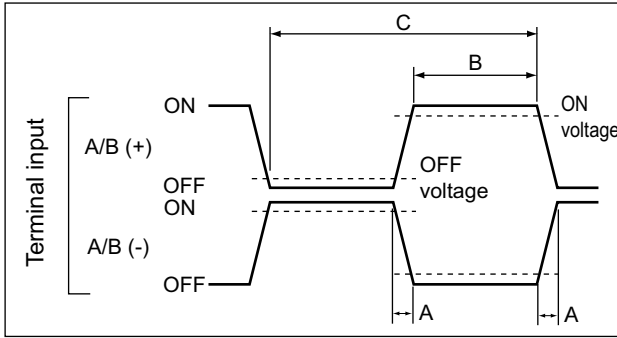 C
B
ON
ON
voltage
A/B (+)
OFF
voltage
OFF
ON
Terminal input
A/B (-)
OFF
A
A